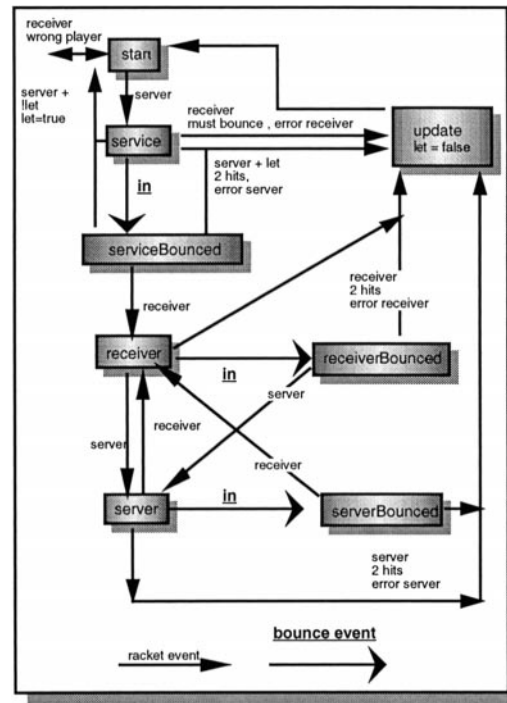 receiver
wrong player
start
server +
!let
let=true
server
receiver
must bounce , error receiver
update
let = false
service
server + let
2 hits,
error server
in
serviceBounced
receiver
receiver
2 hits
error receiver
receiver
in
receiverBounced
server
server
receiver
receiver
server
in
serverBounced
server
2 hits
error server
bounce event
racket event